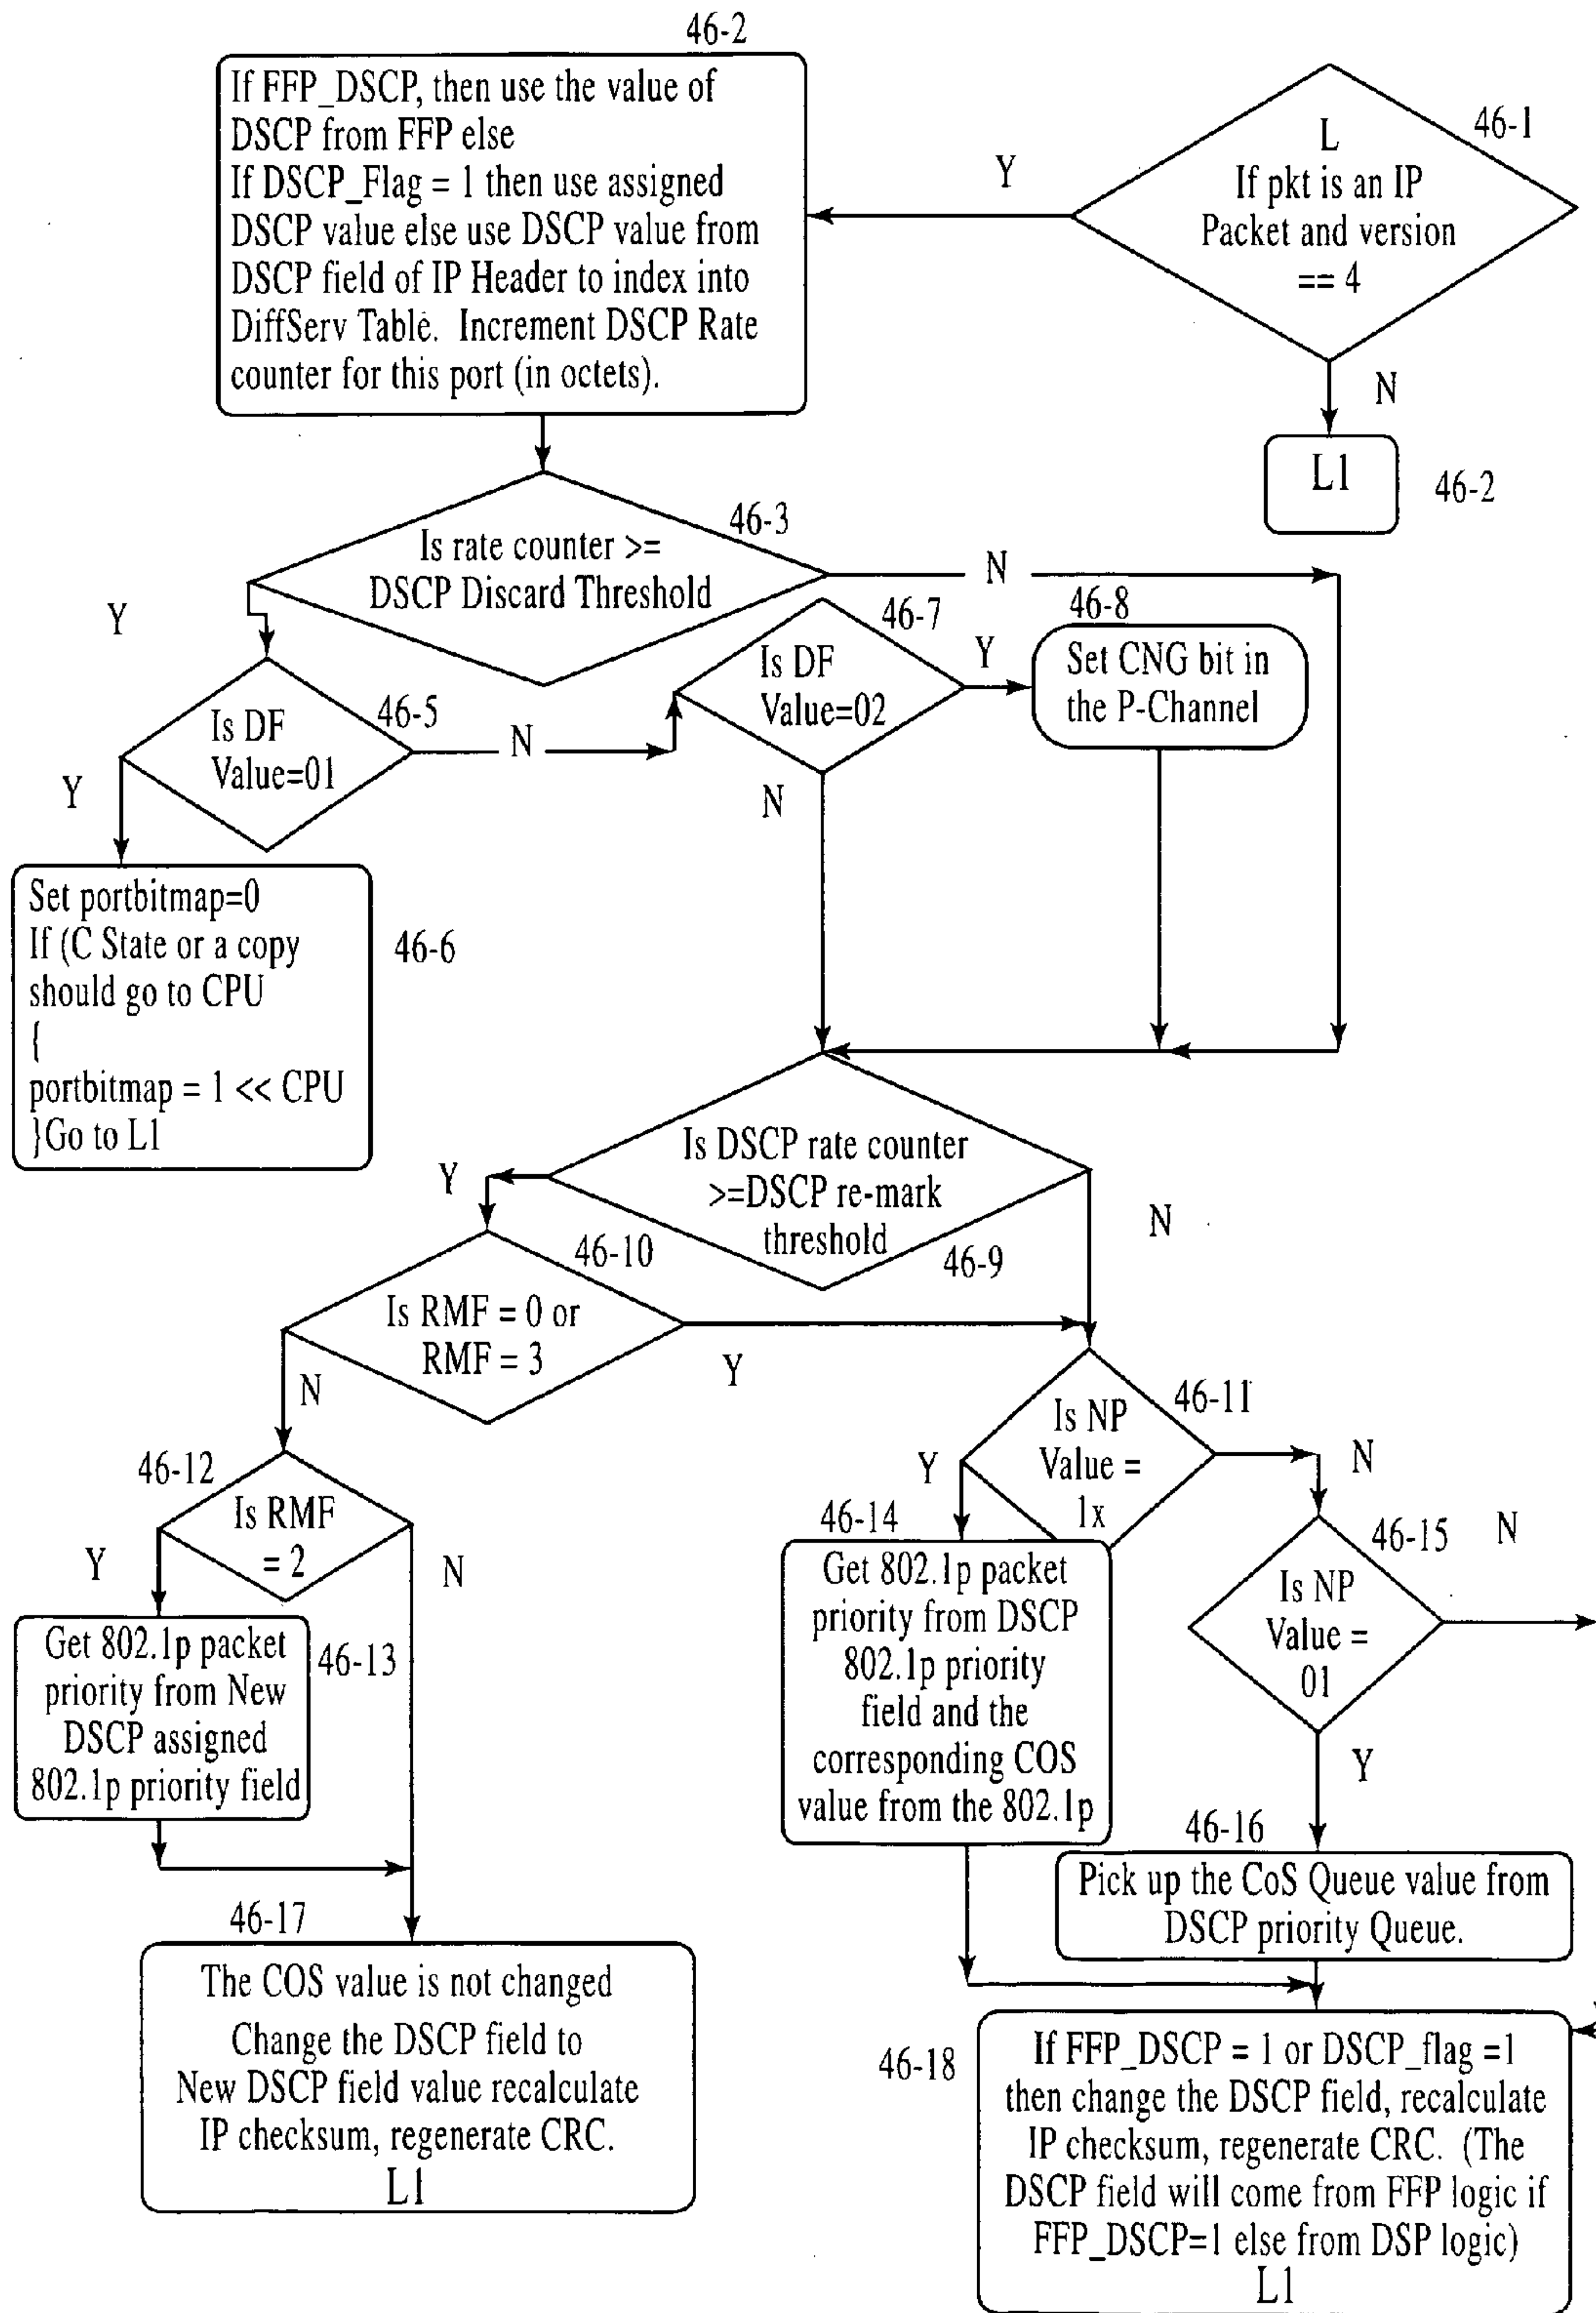 46-2
If FFP_DSCP, then use the value of
DSCP from FFP else
If DSCP_Flag = 1 then use assigned
DSCP value else use DSCP value from
DSCP field of IP Header to index into
DiffServ Table. Increment DSCP Rate
counter for this port (in octets).
46-1
L
If pkt is an IP
Packet and version
== 4
Y
N
L1
46-2
46-3
Is rate counter >=
DSCP Discard Threshold
N
Y
46-5
Is DF
Value=01
N
Y
46-7
Is DF
Value=02
Y
N
46-8
Set CNG bit in
the P-Channel
Set portbitmap=0
If (C State or a copy
should go to CPU
{
portbitmap = 1 << CPU
}Go to L1
46-6
Is DSCP rate counter
>=DSCP re-mark
threshold
46-9
Y
N
46-10
Is RMF = 0 or
RMF = 3
Y
N
46-11
Is NP
Value =
1x
Y
N
46-12
Is RMF
= 2
Y
N
46-13
Get 802.1p packet
priority from New
DSCP assigned
802.1p priority field
46-14
Get 802.1p packet
priority from DSCP
802.1p priority
field and the
corresponding COS
value from the 802.1p
46-15
Is NP
Value =
01
N
Y
46-16
Pick up the CoS Queue value from
DSCP priority Queue.
46-17
The COS value is not changed
Change the DSCP field to
New DSCP field value recalculate
IP checksum, regenerate CRC.
L1
46-18
If FFP_DSCP = 1 or DSCP_flag =1
then change the DSCP field, recalculate
IP checksum, regenerate CRC. (The
DSCP field will come from FFP logic if
FFP_DSCP=1 else from DSP logic)
L1